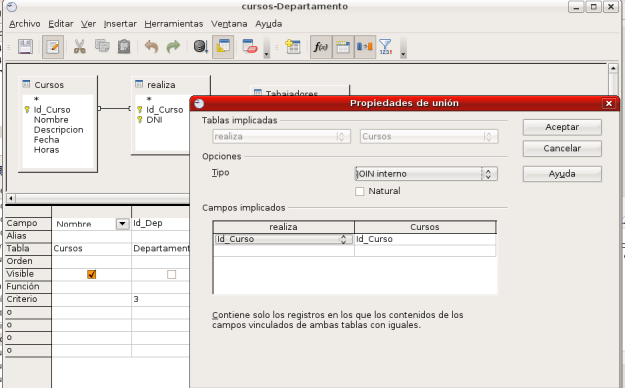 cursos-Departamento
Archivo Editar Ver Insertar Herramientas Ventana Ayuda
f(x)
123!
Cursos
*
Id_Curso
Nombre
Descripcion
Fecha
Horas
realiza
*
Id_Curso
DNI
Tabajadores
Propiedades de unión
Tablas implicadas
realiza Cursos
Aceptar
Cancelar
Ayuda
Opciones
Tipo JOIN interno
Natural
Campos implicados
realiza Cursos
Id_Curso Id_Curso
Contiene solo los registros en los que los contenidos de los
campos vinculados de ambas tablas con iguales.
Campo Nombre Id_Dep
Alias
Tabla Cursos Departament
Orden
Visible
Función
Criterio 3
o
o
o
o